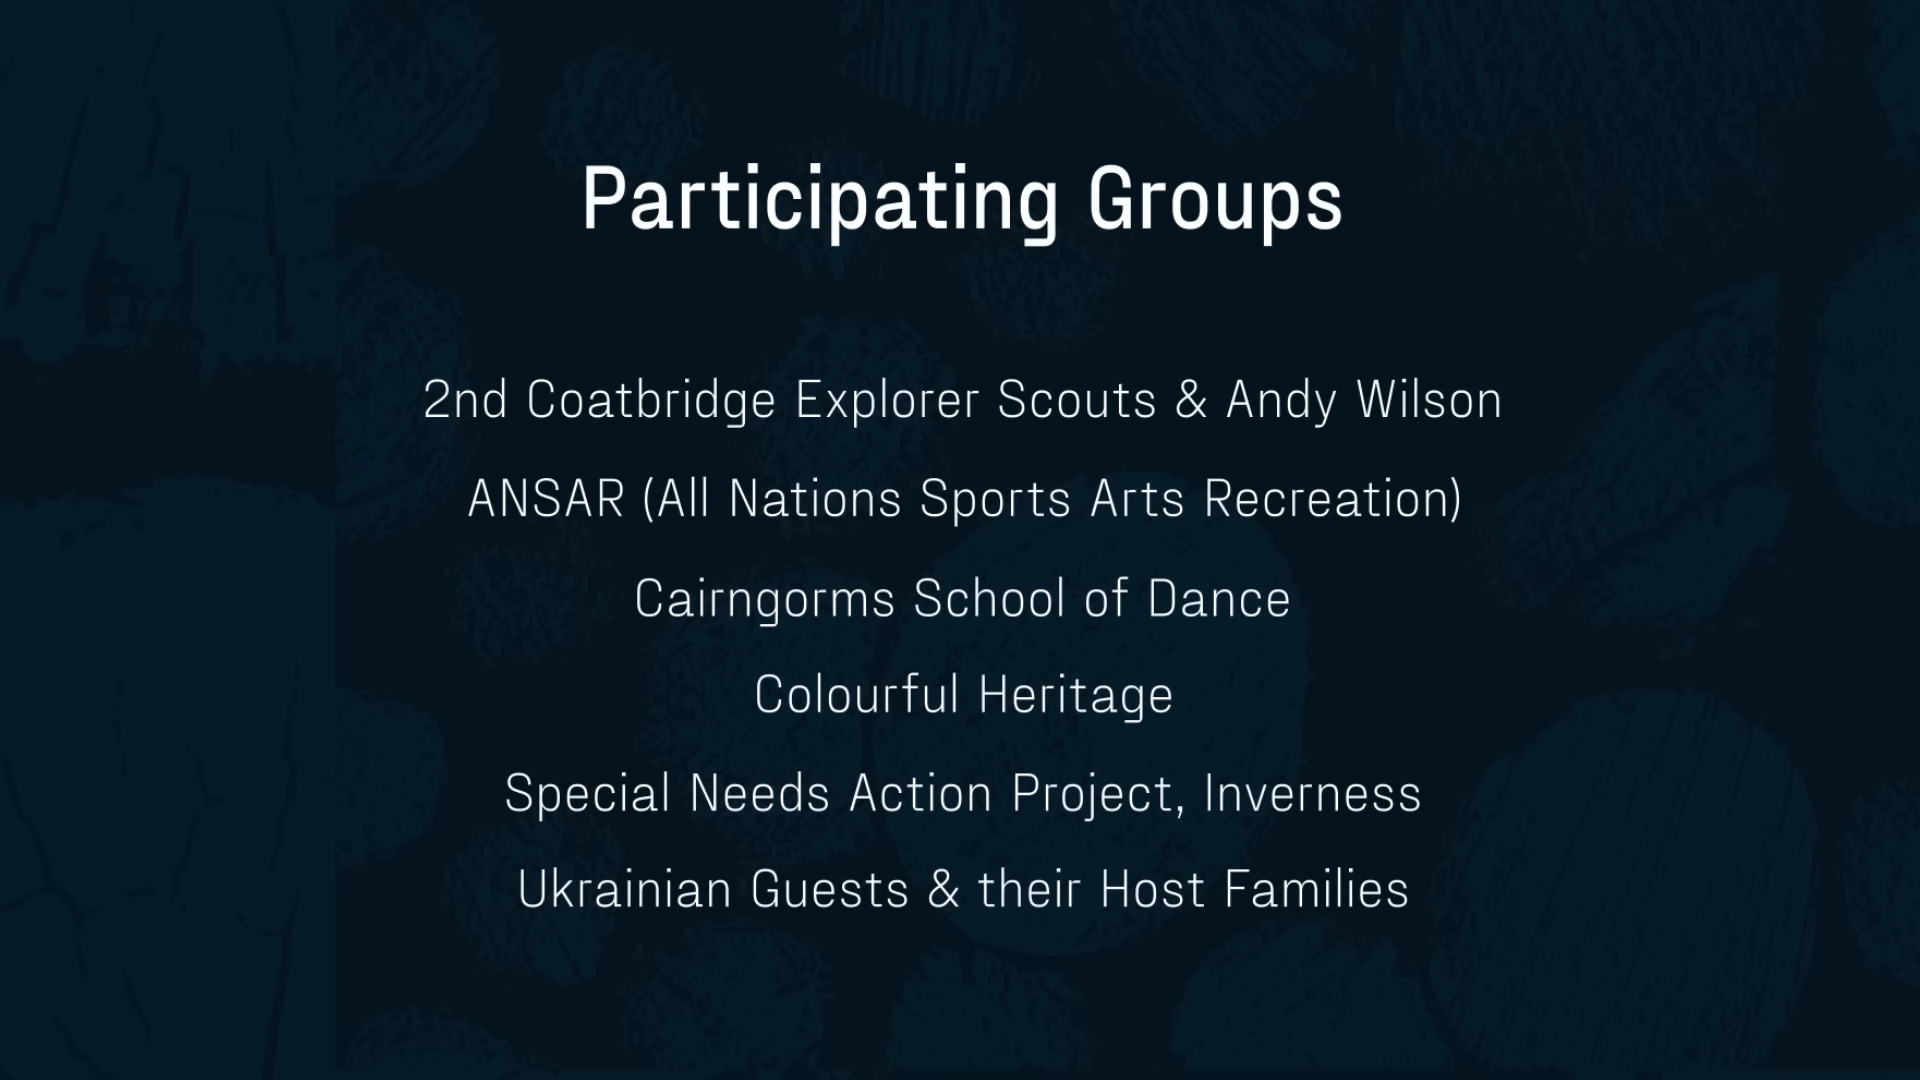 Participating Groups
2nd Coatbridge Explorer Scouts & Andy Wilson
ANSAR (All Nations Sports Arts Recreation)
Cairngorms School of Dance
Colourful Heritage
Special Needs Action Project, Inverness
Ukrainian Guests & their Host Families